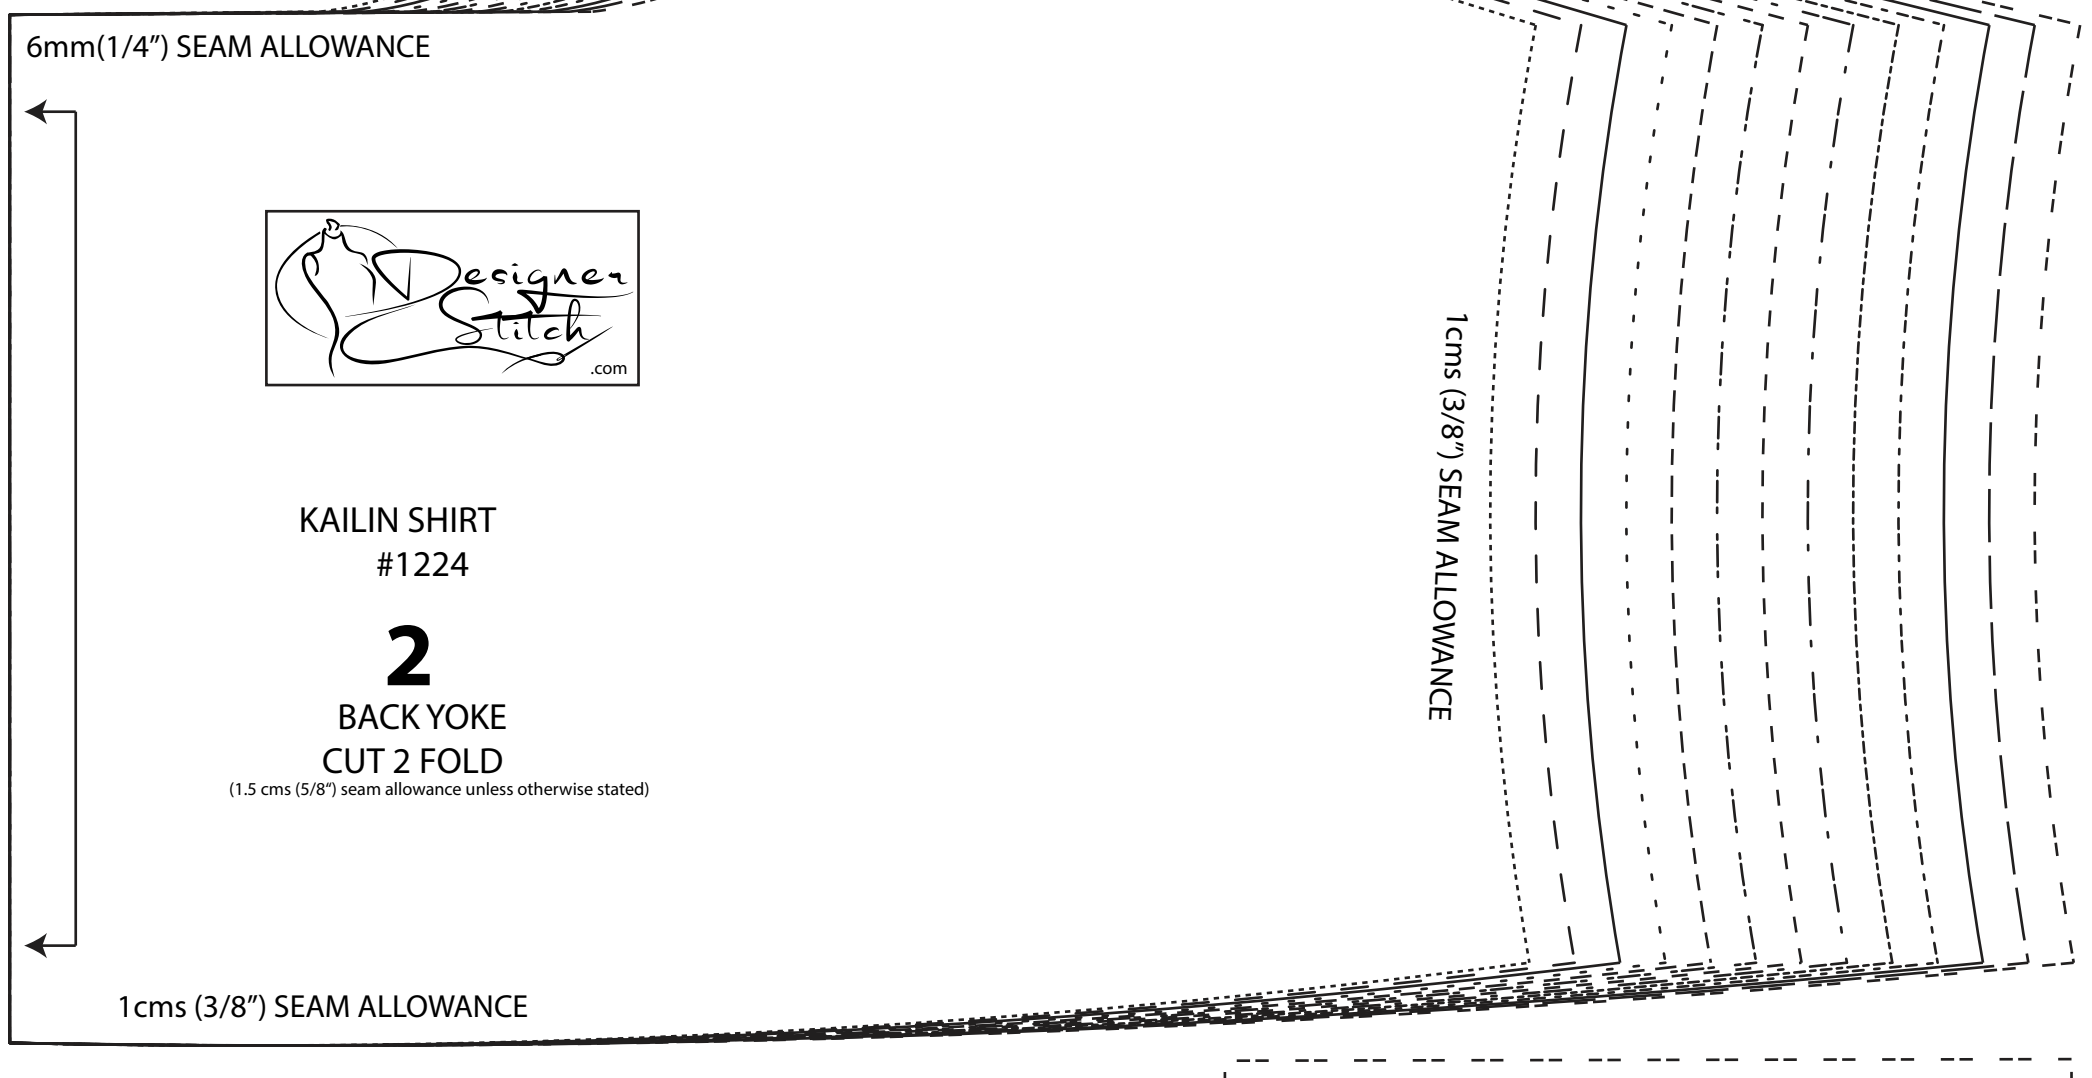 6mm(1/4”) SEAM ALLOWANCE
Designer
Stitch
.com
1cms (3/8”) SEAM ALLOWANCE
KAILIN SHIRT
#1224
2
BACK YOKE
CUT 2 FOLD
(1.5 cms (5/8“) seam allowance unless otherwise stated)
1cms (3/8”) SEAM ALLOWANCE